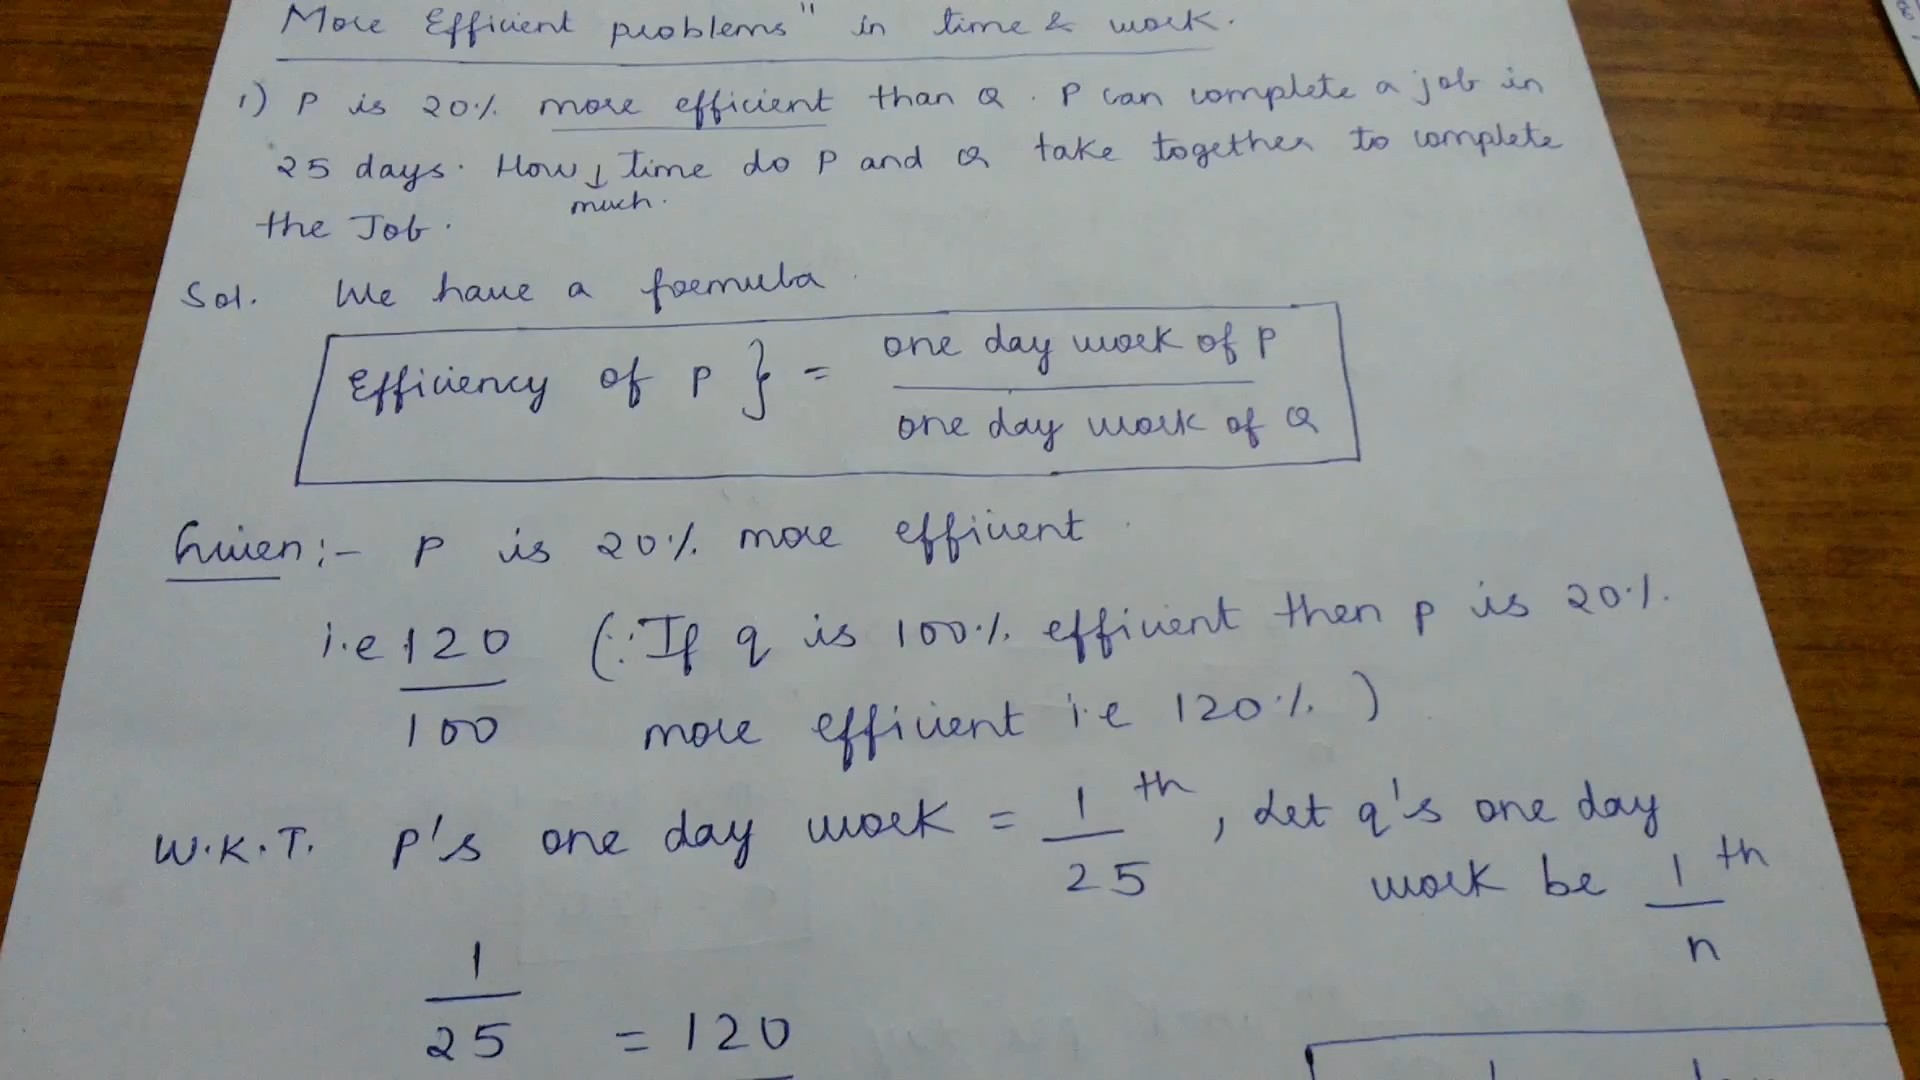 More Efficient problems" in time & work.
1) P is 20% more efficient than Q. P can complete a job in
25 days. How much Time do P and Q take together to complete
the Job.
Sol. We have a formula
Efficiency of P } = one day work of P
one day work of Q
Given:- P is 20% more efficient
i.e 120 (∵ If q is 100% efficient then p is 20%
100 more efficient i.e 120%)
W.K.T. P's one day work = 1/25 th, Let q's one day
work be 1/n th
1
25 = 120